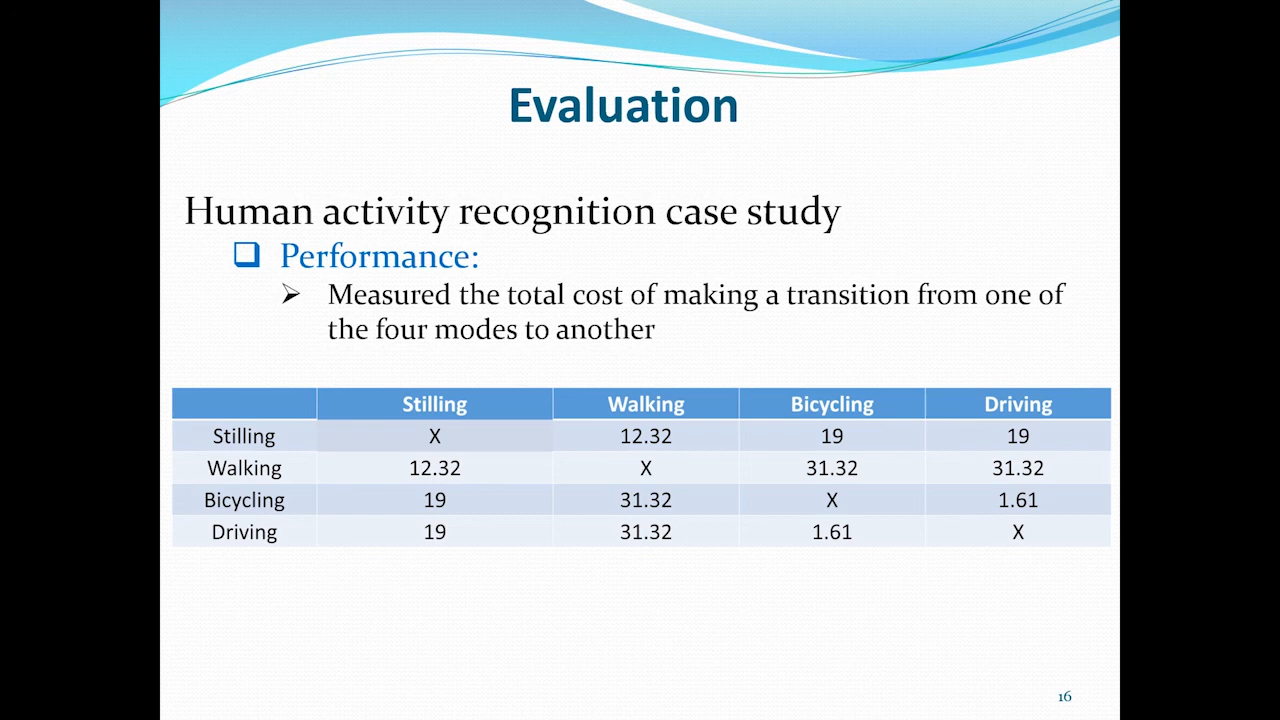 Evaluation
Human activity recognition case study
Performance:
Measured the total cost of making a transition from one of
the four modes to another
Stilling Walking Bicycling Driving
Stilling X 12.32 19 19
Walking 12.32 X 31.32 31.32
Bicycling 19 31.32 X 1.61
Driving 19 31.32 1.61 X
16